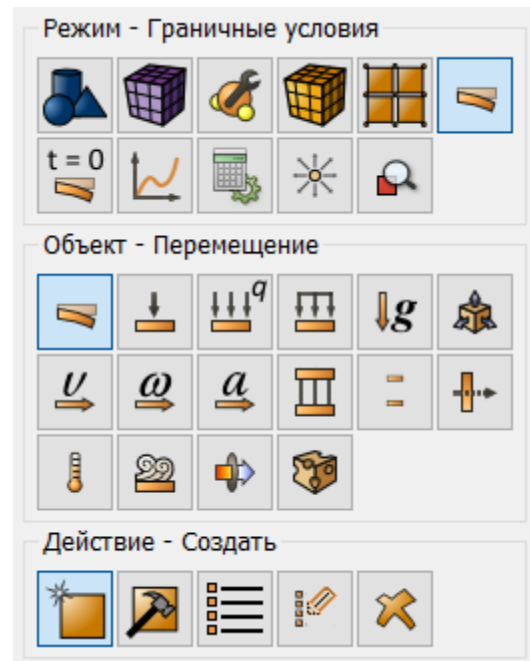 Режим - Граничные условия
t = 0
Объект - Перемещение
q
g
υ
ω
a
Действие - Создать